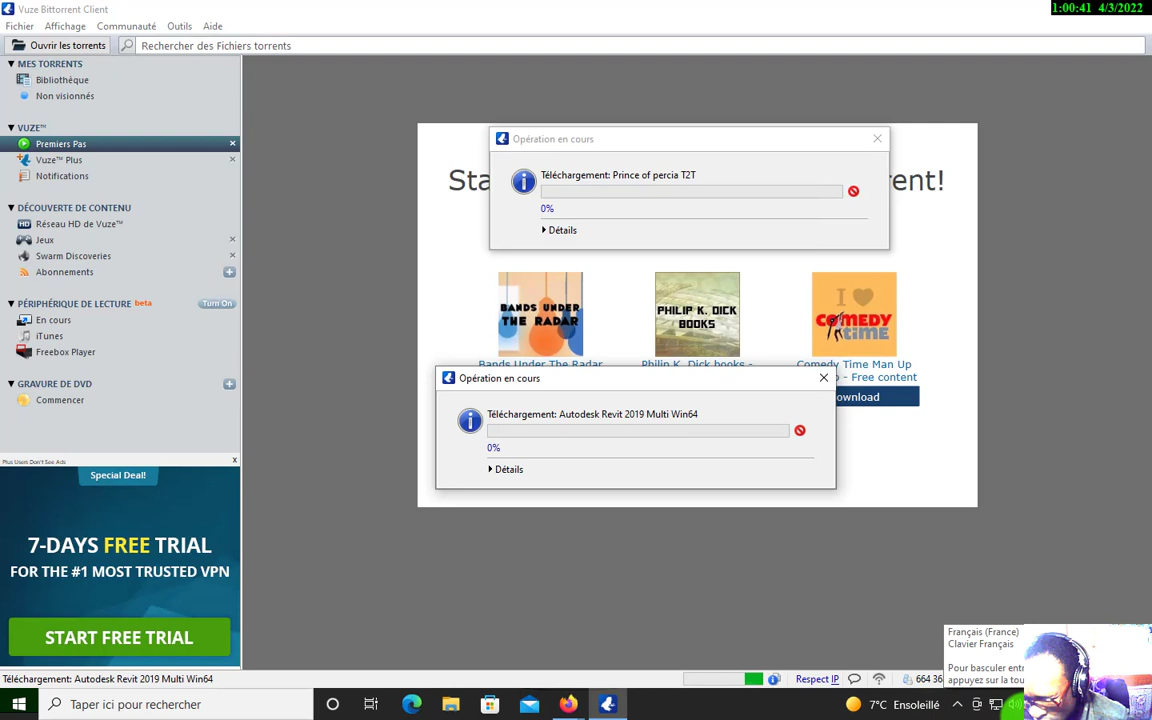 Vuze Bittorrent Client
1:00:41 4/3/2022
Fichier Affichage Communauté Outils Aide
Ouvrir les torrents
Rechercher des Fichiers torrents
MES TORRENTS
Bibliothèque
Non visionnés
VUZE™
Premiers Pas
Vuze™ Plus
Notifications
DÉCOUVERTE DE CONTENU
HD Réseau HD de Vuze™
Jeux
Swarm Discoveries
Abonnements
PÉRIPHÉRIQUE DE LECTURE beta Turn On
En cours
iTunes
Freebox Player
GRAVURE DE DVD
Commencer
Plus Users Don't See Ads x
Special Deal!
7-DAYS FREE TRIAL
FOR THE #1 MOST TRUSTED VPN
START FREE TRIAL
Sta
rent!
Opération en cours
Téléchargement: Prince of percia T2T
0%
Détails
BANDS UNDER
THE RADAR
PHILIP K. DICK
BOOKS
I
COMEDY
TIME
Bands Under The Radar
Philip K. Dick books -
Comedy Time Man Up
- Free content
ownload
Opération en cours
Téléchargement: Autodesk Revit 2019 Multi Win64
0%
Détails
Français (France)
Clavier Français
Pour basculer ent
appuyez sur la tou
Téléchargement: Autodesk Revit 2019 Multi Win64
Respect IP
664 36
Taper ici pour rechercher
7°C Ensoleillé